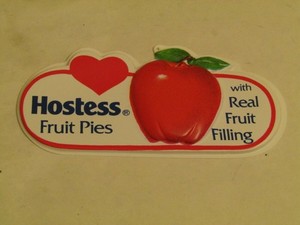 Hostess®
Fruit Pies
with
Real
Fruit
Filling